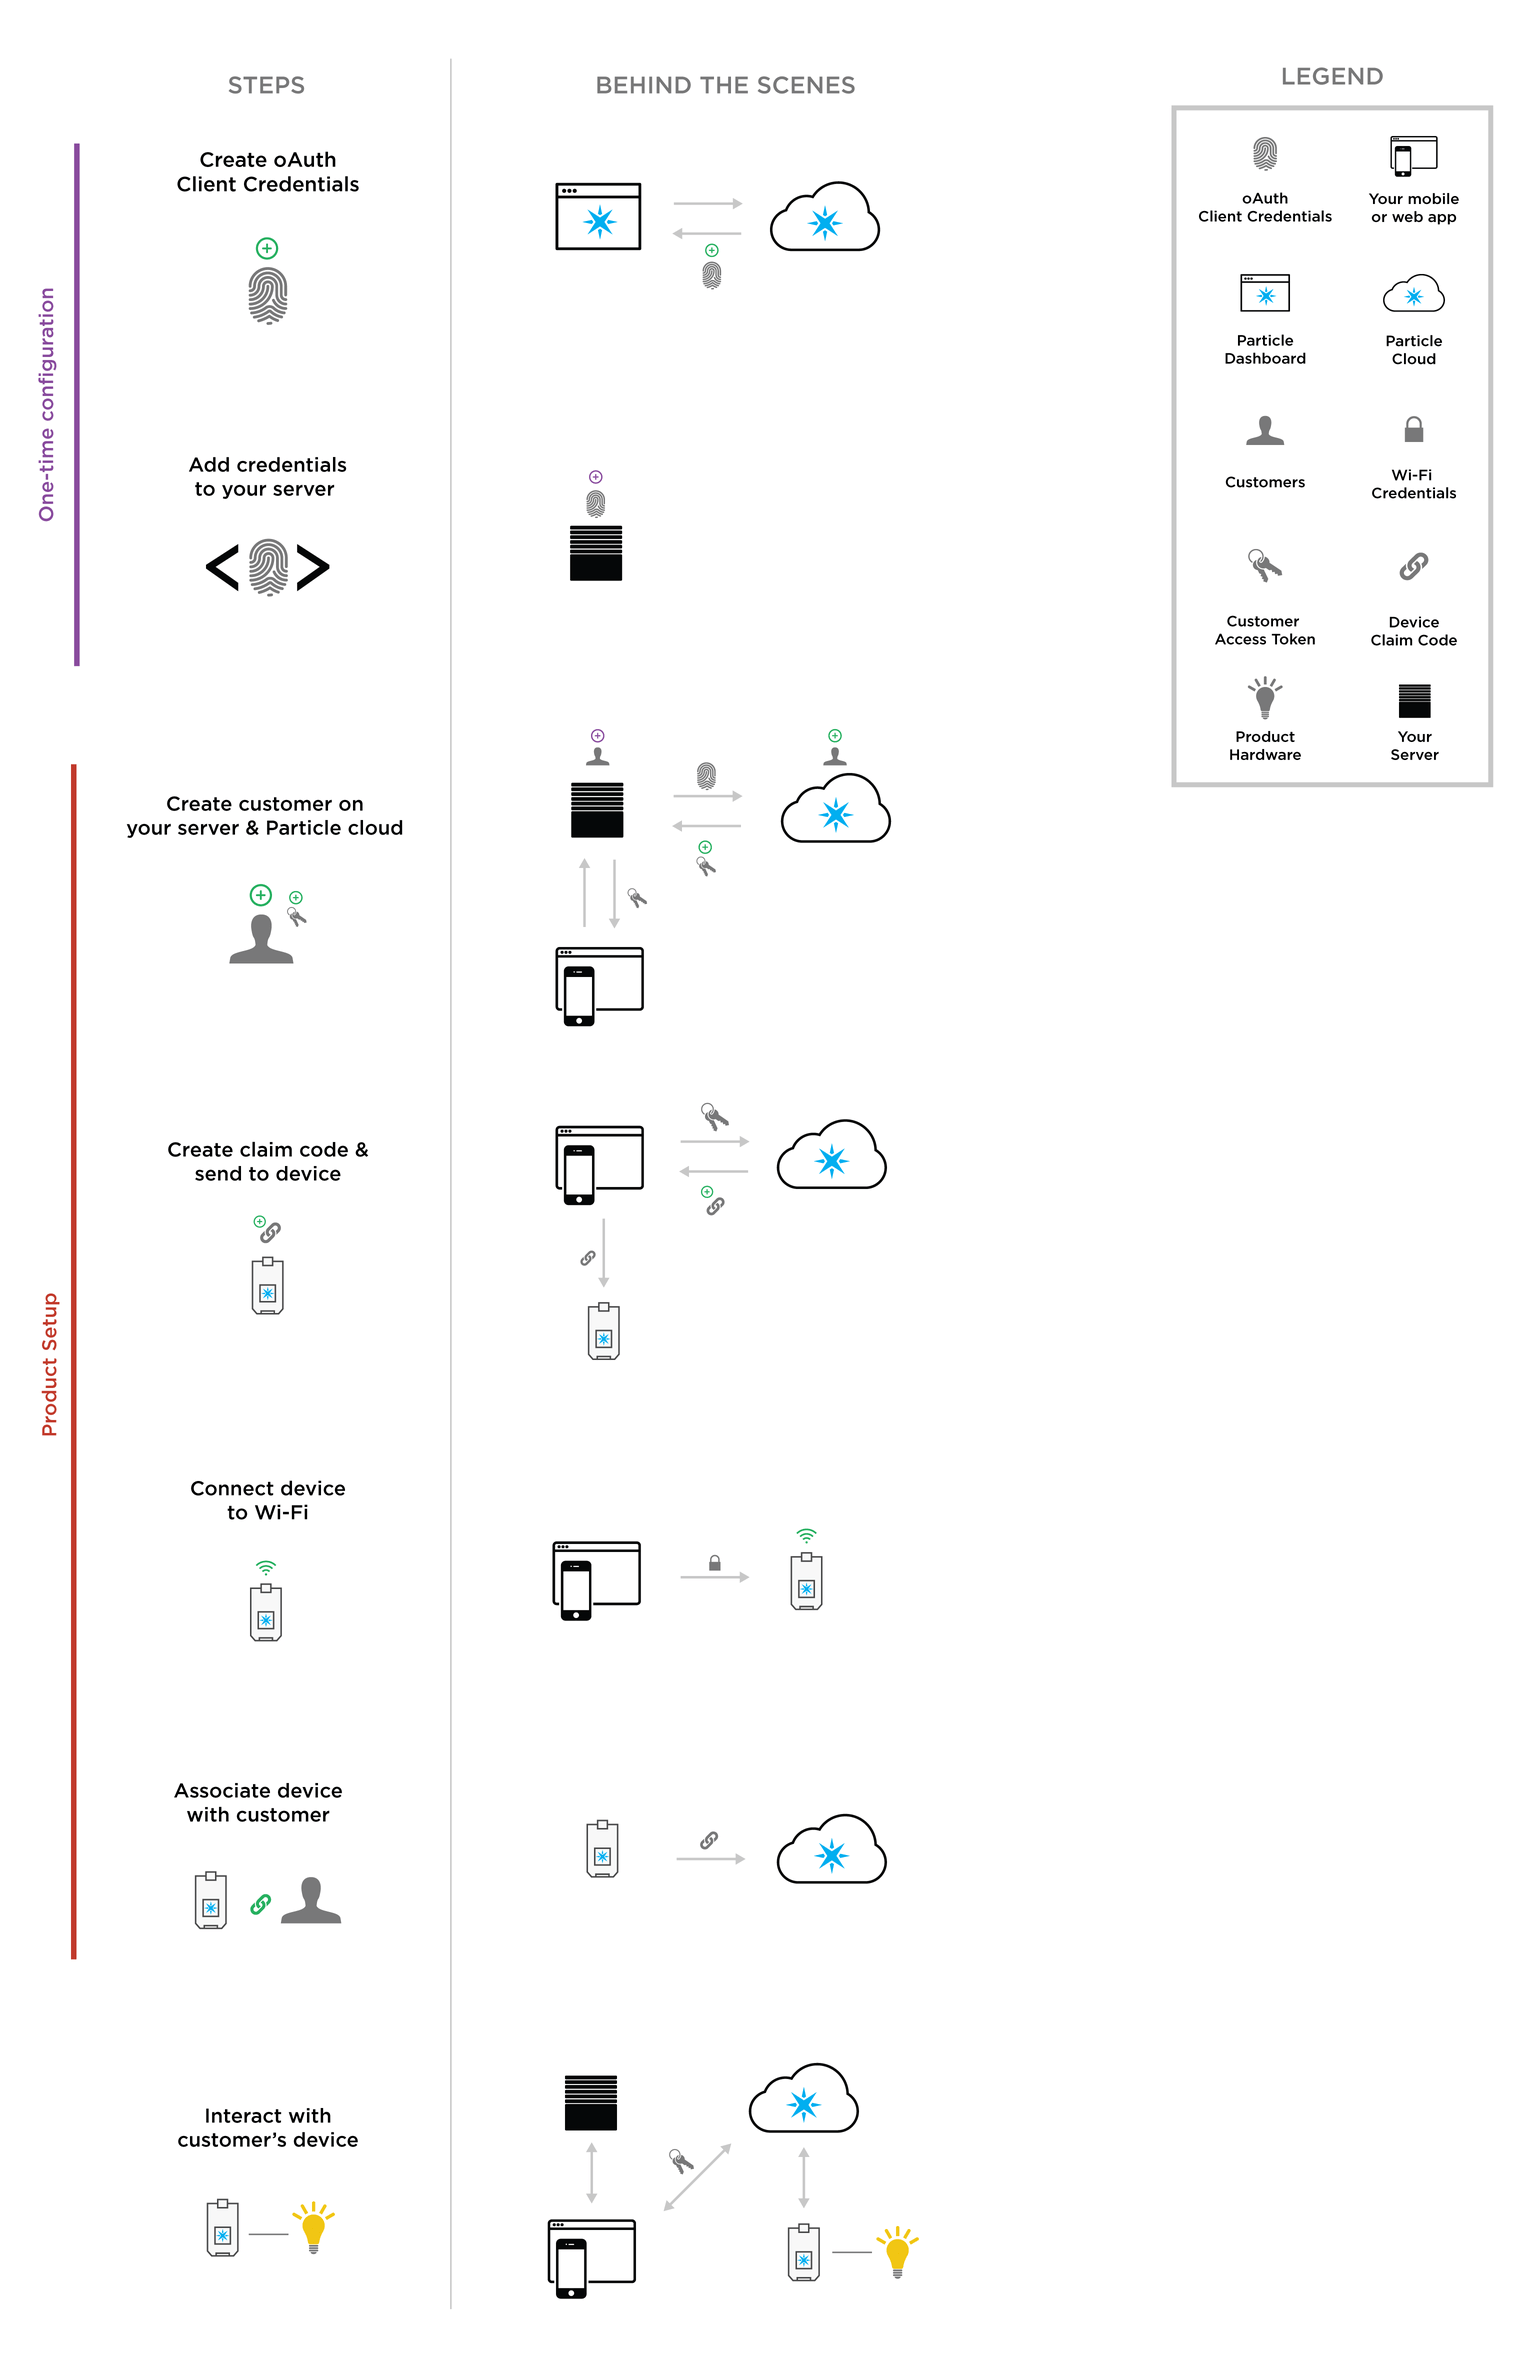 STEPS
BEHIND THE SCENES
LEGEND
One-time configuration
Create oAuth
Client Credentials
Add credentials
to your server
Product Setup
Create customer on
your server & Particle cloud
Create claim code &
send to device
Connect device
to Wi-Fi
Associate device
with customer
Interact with
customer's device
oAuth
Client Credentials
Your mobile
or web app
Particle
Dashboard
Particle
Cloud
Customers
Wi-Fi
Credentials
Customer
Access Token
Device
Claim Code
Product
Hardware
Your
Server